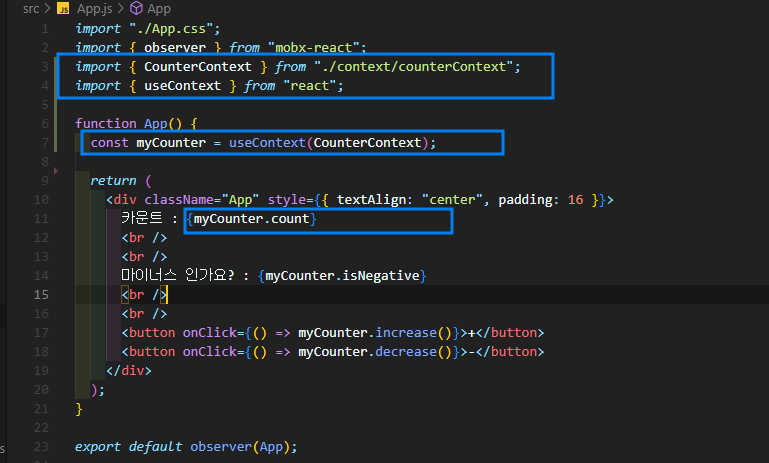 src > JS App.js > App
1 import "./App.css";
2 import { observer } from "mobx-react";
3 import { CounterContext } from "./context/counterContext";
4 import { useContext } from "react";
5
6 function App() {
7 const myCounter = useContext(CounterContext);
8
9 return (
10 <div className="App" style={{ textAlign: "center", padding: 16 }}>
11 카운트 : {myCounter.count}
12 <br />
13 <br />
14 마이너스 인가요? : {myCounter.isNegative}
15 <br />
16 <br />
17 <button onClick={() => myCounter.increase()}>+</button>
18 <button onClick={() => myCounter.decrease()}>-</button>
19 </div>
20 );
21 }
22
23 export default observer(App);
s